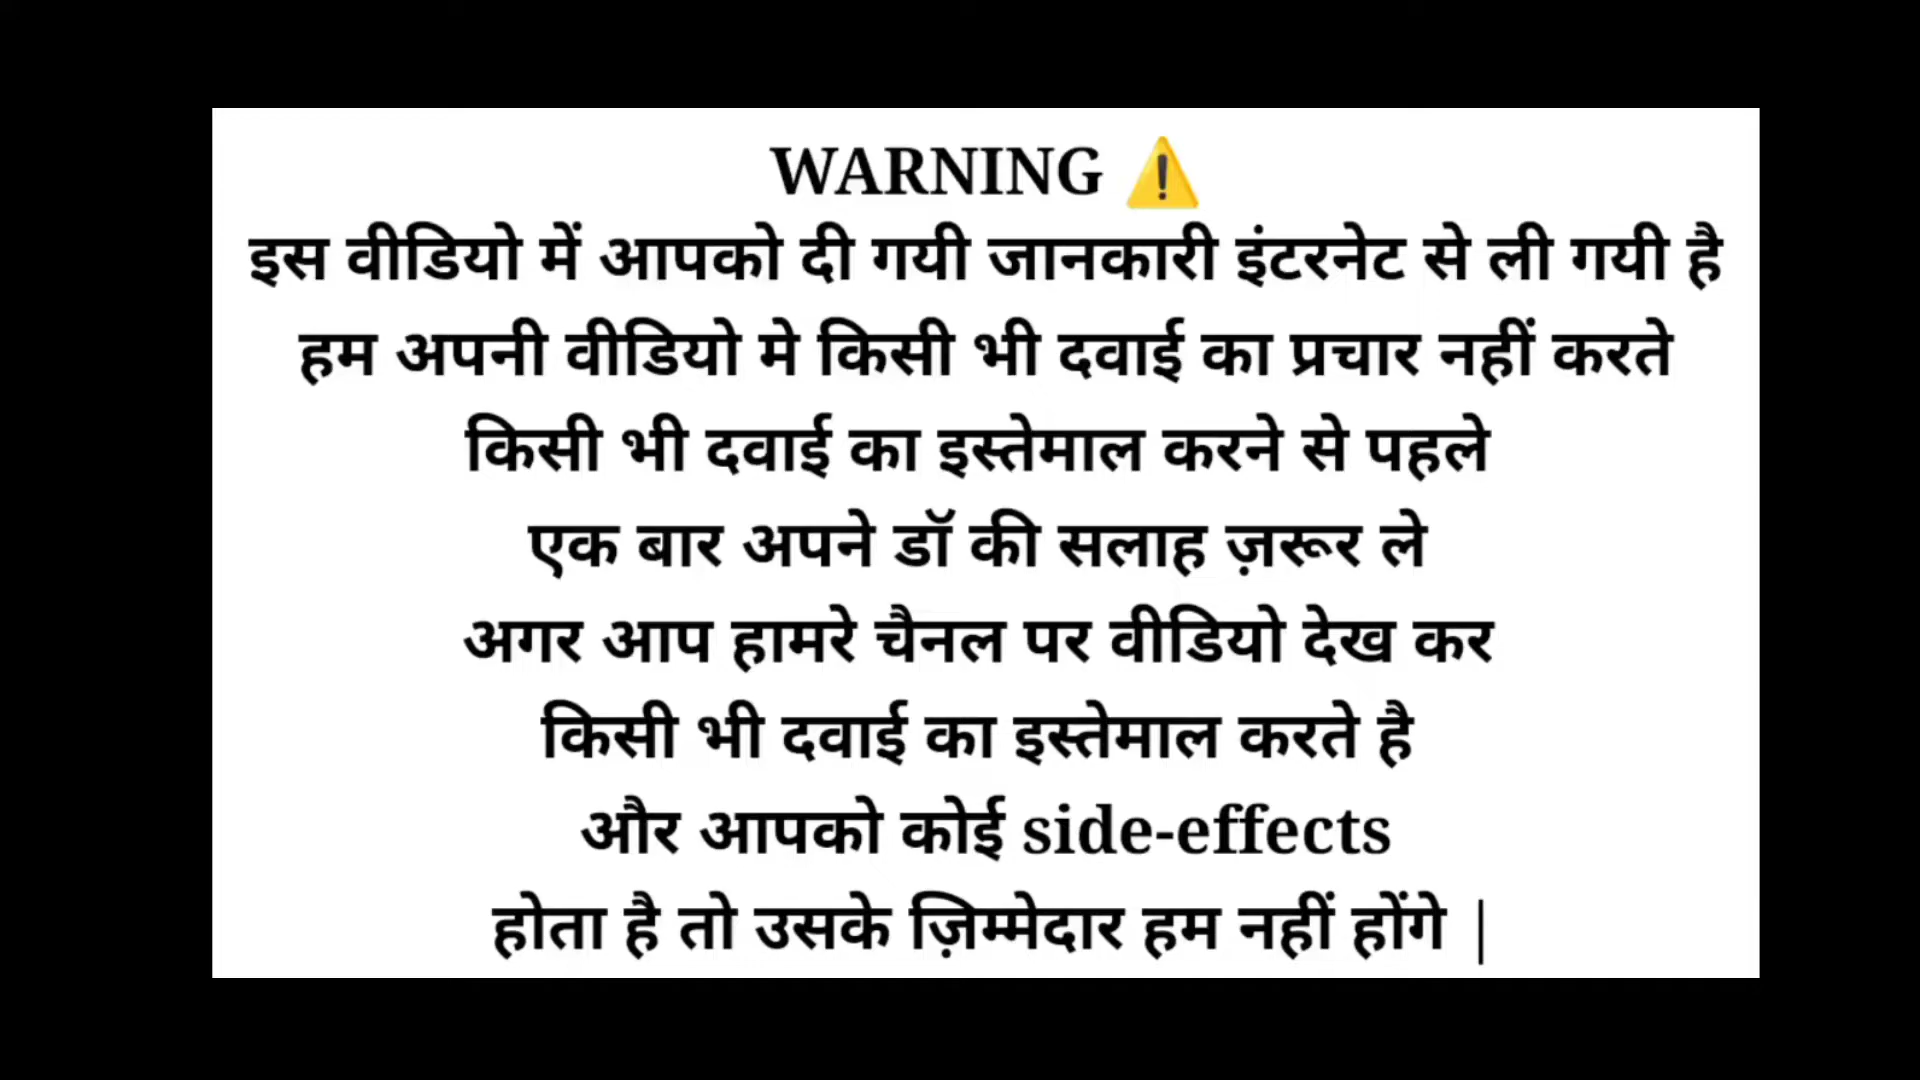 WARNING ⚠️
इस वीडियो में आपको दी गयी जानकारी इंटरनेट से ली गयी है
हम अपनी वीडियो मे किसी भी दवाई का प्रचार नहीं करते
किसी भी दवाई का इस्तेमाल करने से पहले
एक बार अपने डॉ की सलाह ज़रूर ले
अगर आप हामरे चैनल पर वीडियो देख कर
किसी भी दवाई का इस्तेमाल करते है
और आपको कोई side-effects
होता है तो उसके ज़िम्मेदार हम नहीं होंगे |